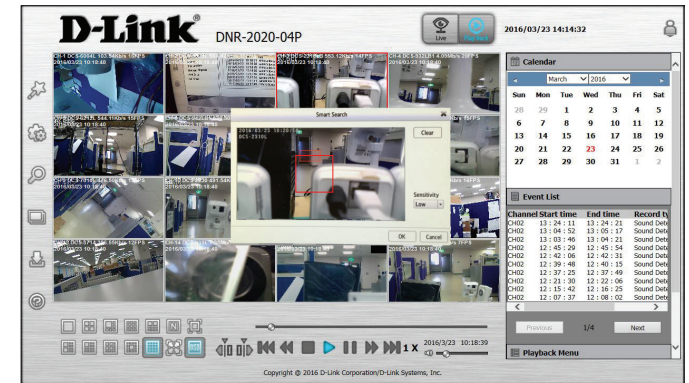 D-Link®
DNR-2020-04P
Live
Playback
2016/03/23 14:14:32
Calendar
March 2016
Sun Mon Tue Wed Thu Fri Sat
28 29 1 2 3 4 5
6 7 8 9 10 11 12
13 14 15 16 17 18 19
20 21 22 23 24 25 26
27 28 29 30 31 1 2
Smart Search
DCS-2310L
Clear
Sensitivity
Low
OK Cancel
Event List
Channel Start time End time Record ty
CH02 13 : 24 : 11 13 : 24 : 21 Sound Dete
CH02 13 : 04 : 52 13 : 05 : 17 Sound Dete
CH02 13 : 03 : 46 13 : 04 : 21 Sound Dete
CH02 12 : 45 : 29 12 : 45 : 54 Sound Dete
CH02 12 : 42 : 06 12 : 42 : 31 Sound Dete
CH02 12 : 39 : 48 12 : 40 : 15 Sound Dete
CH02 12 : 37 : 25 12 : 37 : 49 Sound Dete
CH02 12 : 21 : 30 12 : 22 : 06 Sound Dete
CH02 12 : 15 : 42 12 : 16 : 25 Sound Dete
CH02 12 : 07 : 37 12 : 08 : 02 Sound Dete
Previous 1/4 Next
1 X 2016/3/23 10:18:39
Playback Menu
Copyright © 2016 D-Link Corporation/D-Link Systems, Inc.